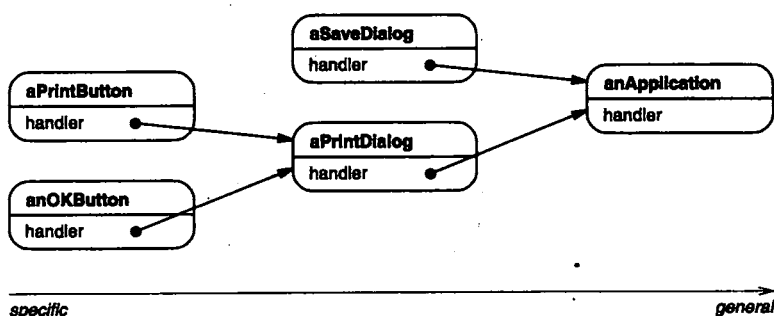 aSaveDialog
handler
aPrintButton
handler
anApplication
handler
aPrintDialog
handler
anOKButton
handler
specific
general